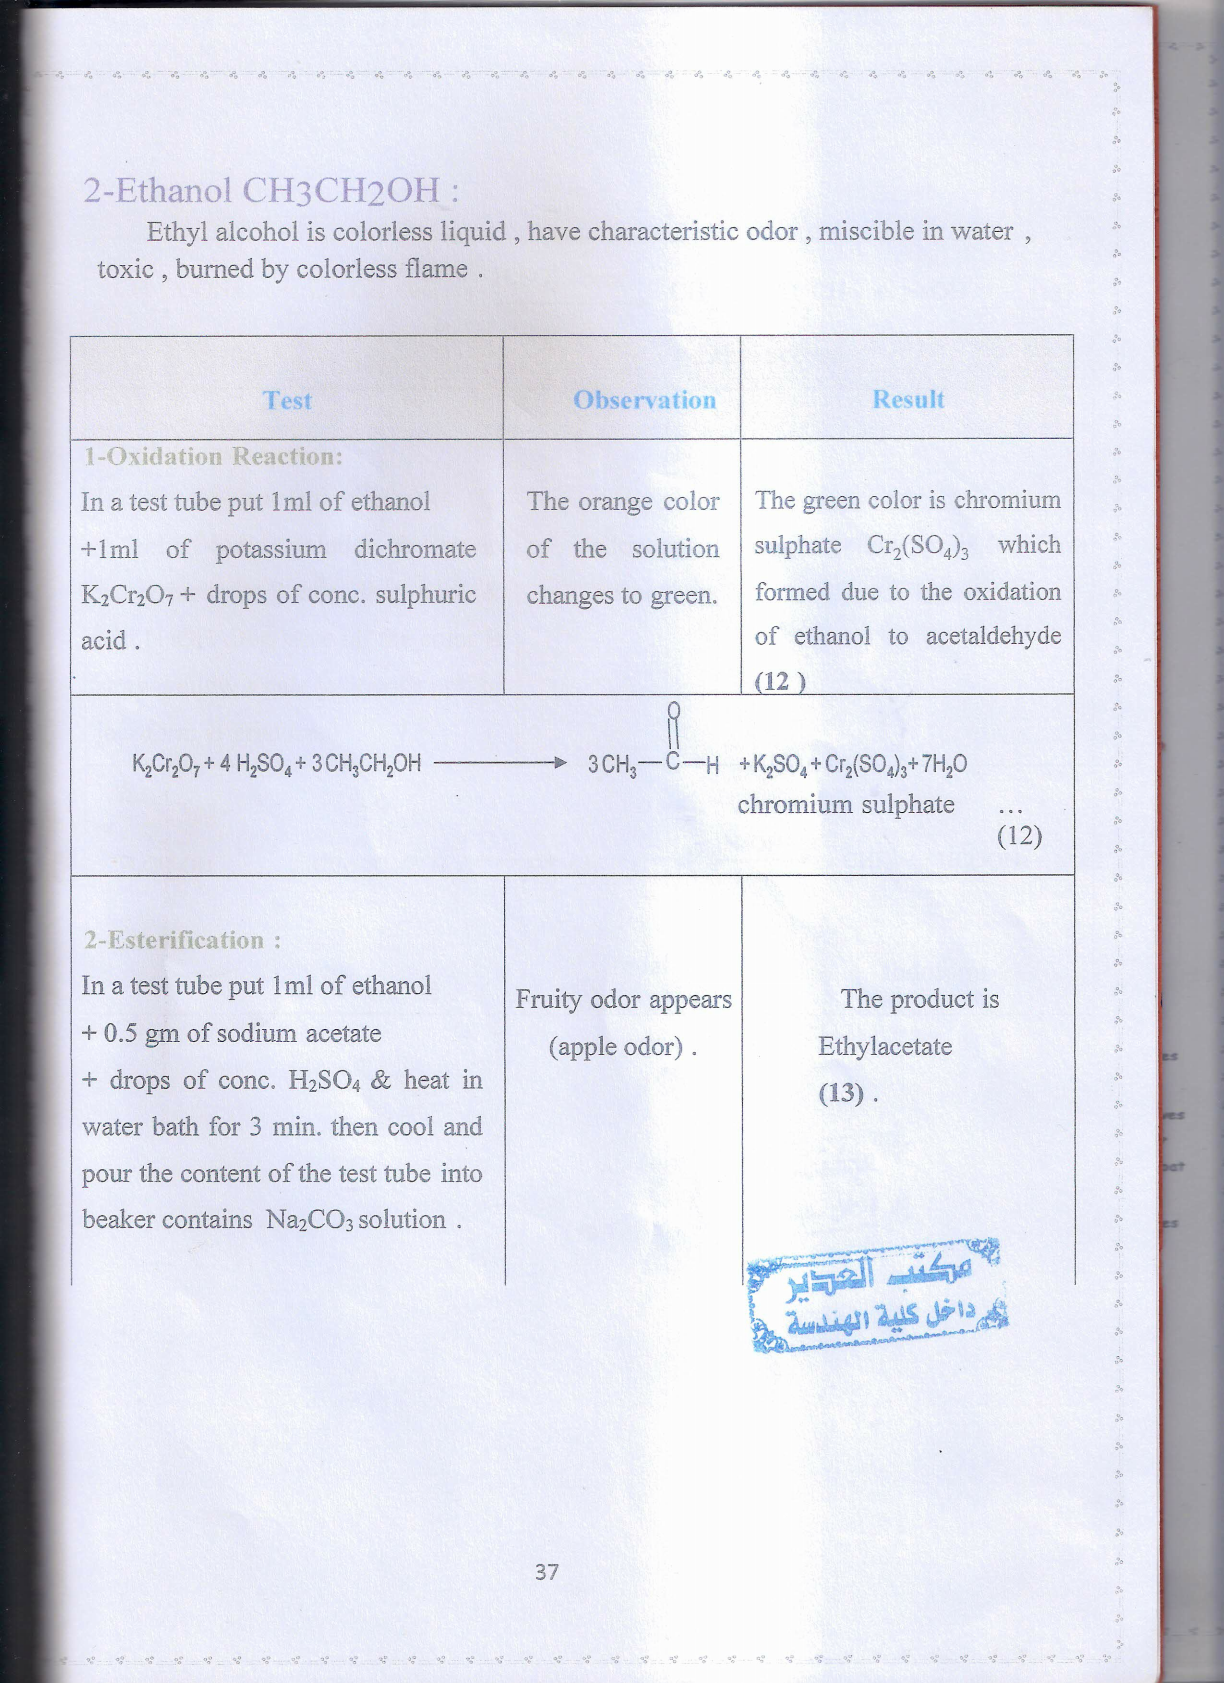 2-Ethanol CH3CH2OH :
Ethyl alcohol is colorless liquid , have characteristic odor , miscible in water ,
toxic , burned by colorless flame .
Test
Observation
Result
1-Oxidation Reaction:
In a test tube put 1ml of ethanol
+1ml of potassium dichromate
K₂Cr₂O₇ + drops of conc. sulphuric
acid .
The orange color
of the solution
changes to green.
The green color is chromium
sulphate Cr₂(SO₄)₃ which
formed due to the oxidation
of ethanol to acetaldehyde
(12 )
O
K₂Cr₂O₇ + 4 H₂SO₄ + 3 CH₃CH₂OH ⟶ 3 CH₃—C—H + K₂SO₄ + Cr₂(SO₄)₃ + 7H₂O
chromium sulphate ...
(12)
2-Esterification :
In a test tube put 1ml of ethanol
+ 0.5 gm of sodium acetate
+ drops of conc. H₂SO₄ & heat in
water bath for 3 min. then cool and
pour the content of the test tube into
beaker contains Na₂CO₃ solution .
Fruity odor appears
(apple odor) .
The product is
Ethylacetate
(13) .
مكتب الغدير
داخل كلية الهندسة
37